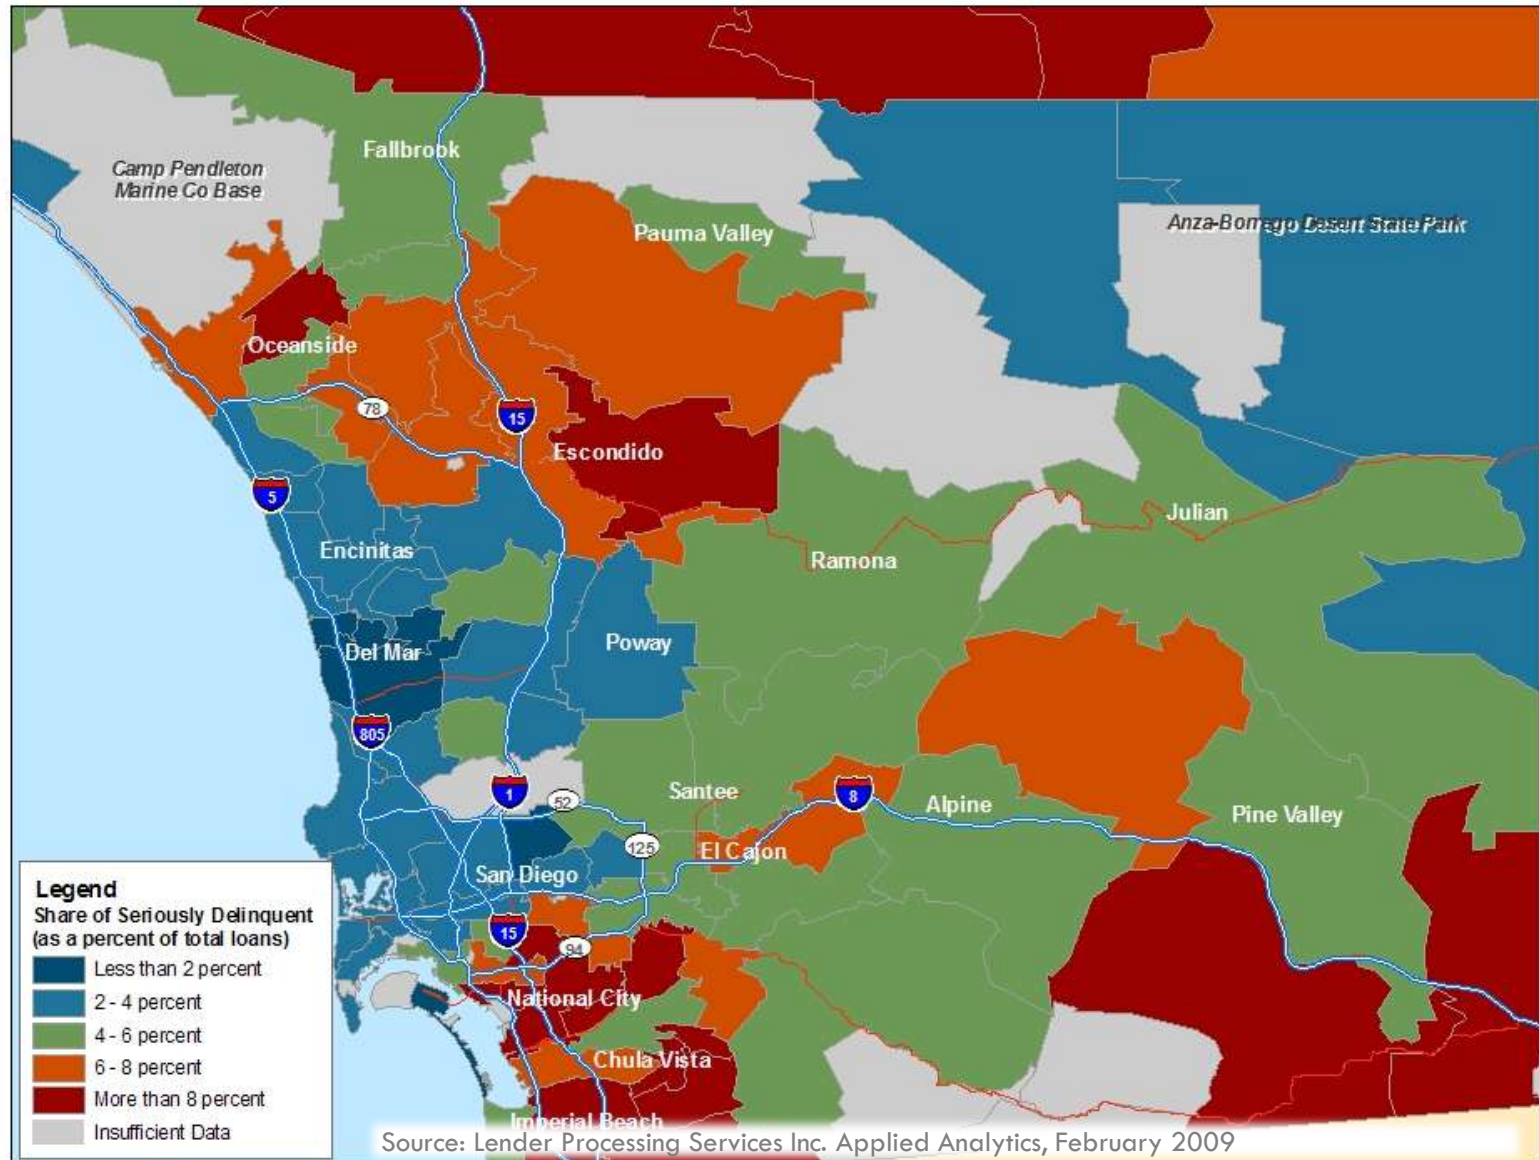 Fallbrook
Camp Pendleton
Marine Co Base
Pauma Valley
Anza-Borrego Desert State Park
Oceanside
78
15
Escondido
5
Julian
Encinitas
Ramona
Poway
Del Mar
805
1
52
Santee
8
Alpine
Pine Valley
125
El Cajon
San Diego
15
94
National City
Chula Vista
Imperial Beach
Legend
Share of Seriously Delinquent
(as a percent of total loans)
Less than 2 percent
2 - 4 percent
4 - 6 percent
6 - 8 percent
More than 8 percent
Insufficient Data
Source: Lender Processing Services Inc. Applied Analytics, February 2009